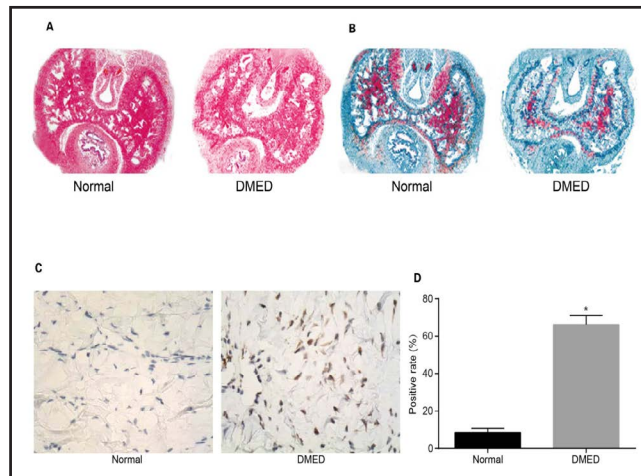 A
B
Normal
DMED
Normal
DMED
C
D
Normal
DMED
Positive rate (%)
80
60
40
20
0
*
Normal
DMED